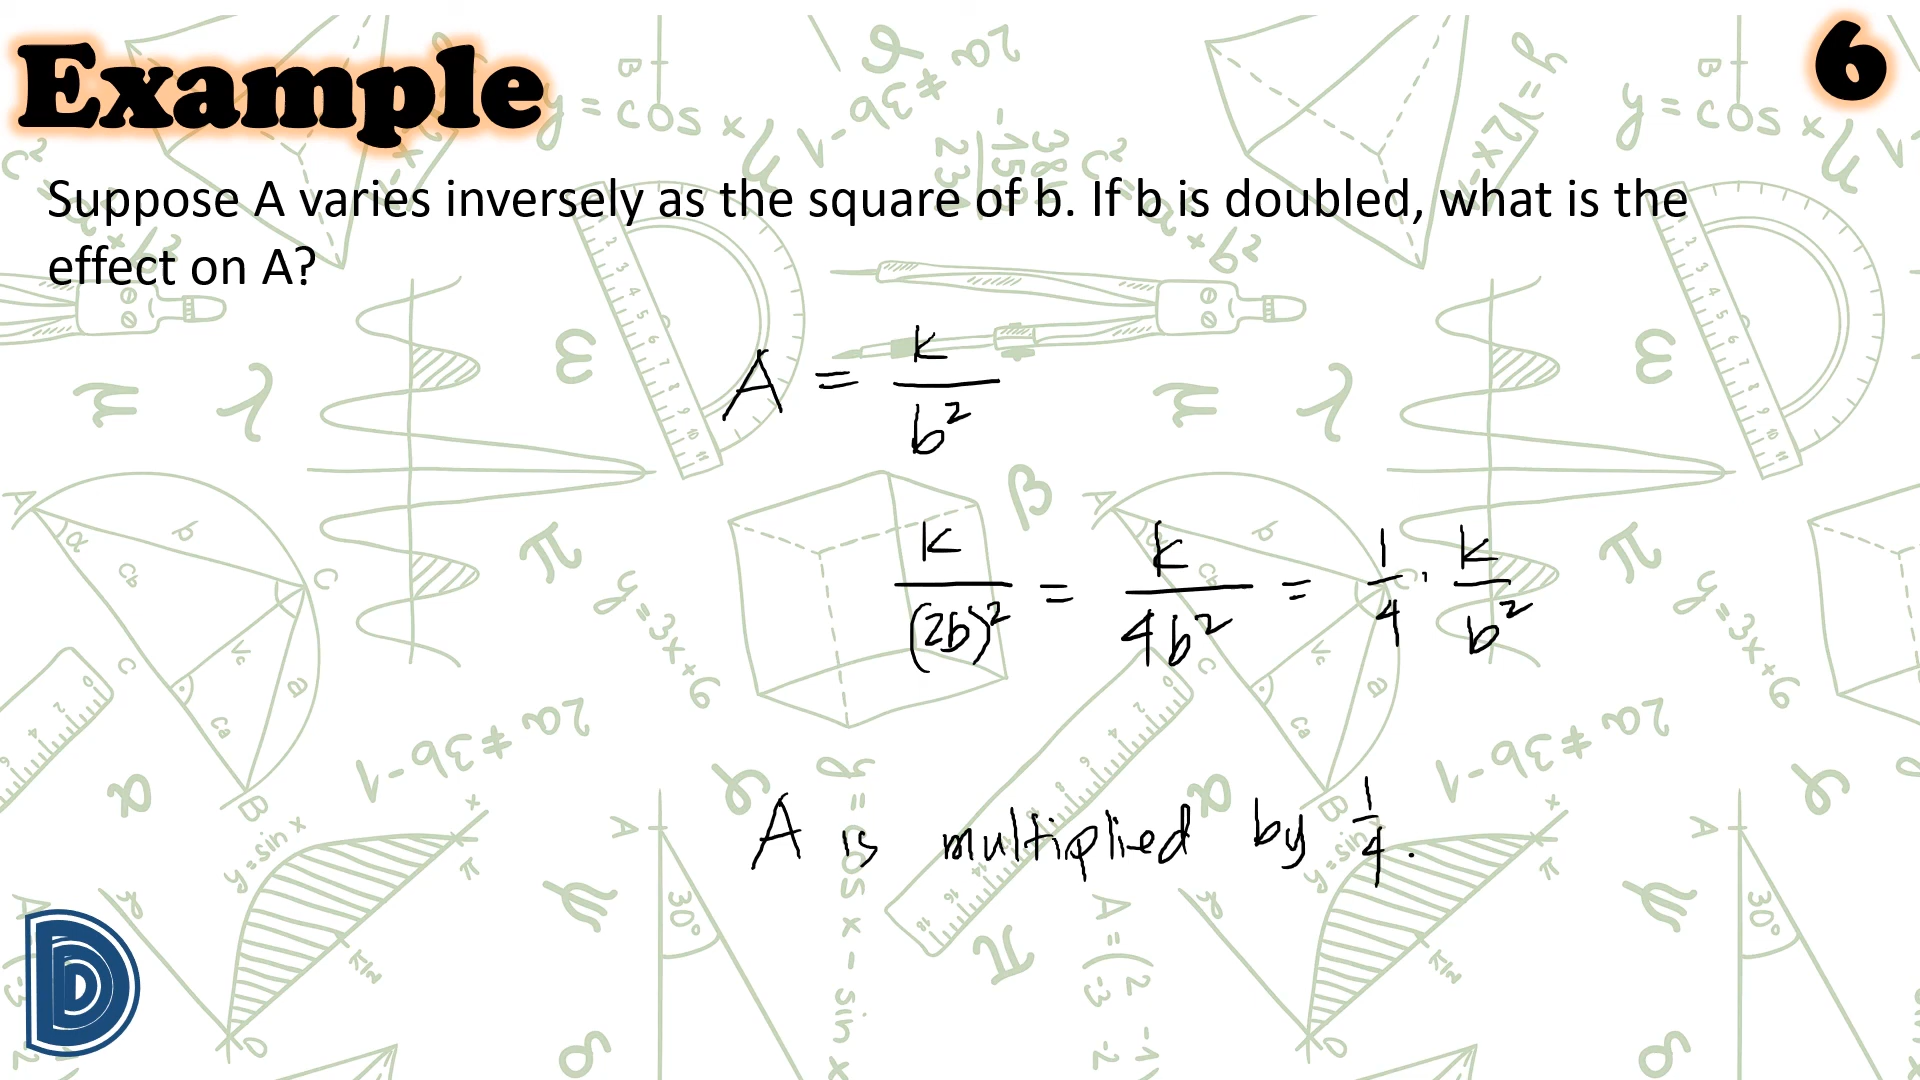 Example
6
Suppose A varies inversely as the square of b. If b is doubled, what is the
effect on A?
A = k/b²
k/(2b)² = k/4b² = 1/4 · k/b²
A is multiplied by 1/4.